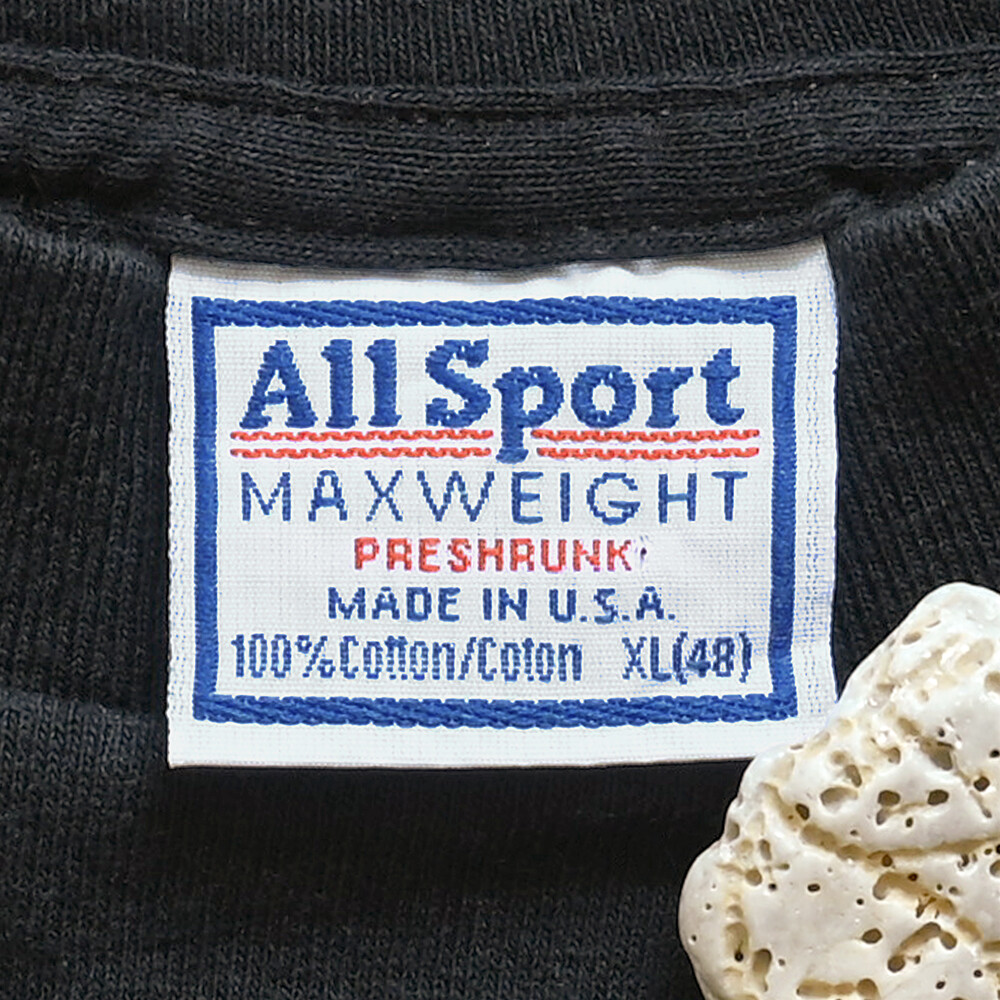 All Sport
MAXWEIGHT
PRESHRUNK
MADE IN U.S.A.
100% Cotton/Coton XL(48)